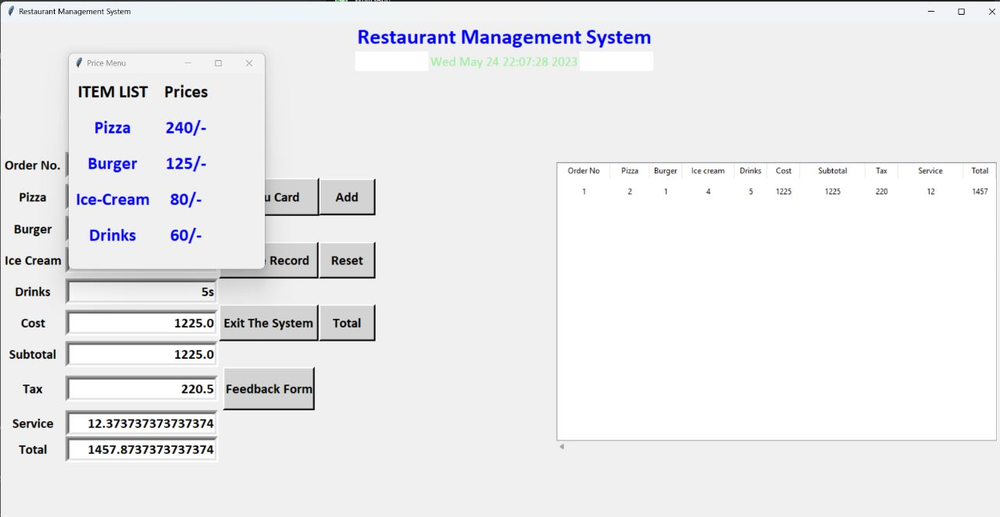 Restaurant Management System
Restaurant Management System
Wed May 24 22:07:28 2023
Price Menu
ITEM LIST Prices
Pizza 240/-
Burger 125/-
Ice-Cream 80/-
Drinks 60/-
Order No.
Pizza
Burger
Ice Cream
Drinks 5s
Cost 1225.0
Subtotal 1225.0
Tax 220.5
Service 12.373737373737374
Total 1457.8737373737374
u Card Add
Record Reset
Exit The System Total
Feedback Form
Order No Pizza Burger Ice cream Drinks Cost Subtotal Tax Service Total
1 2 1 4 5 1225 1225 220 12 1457